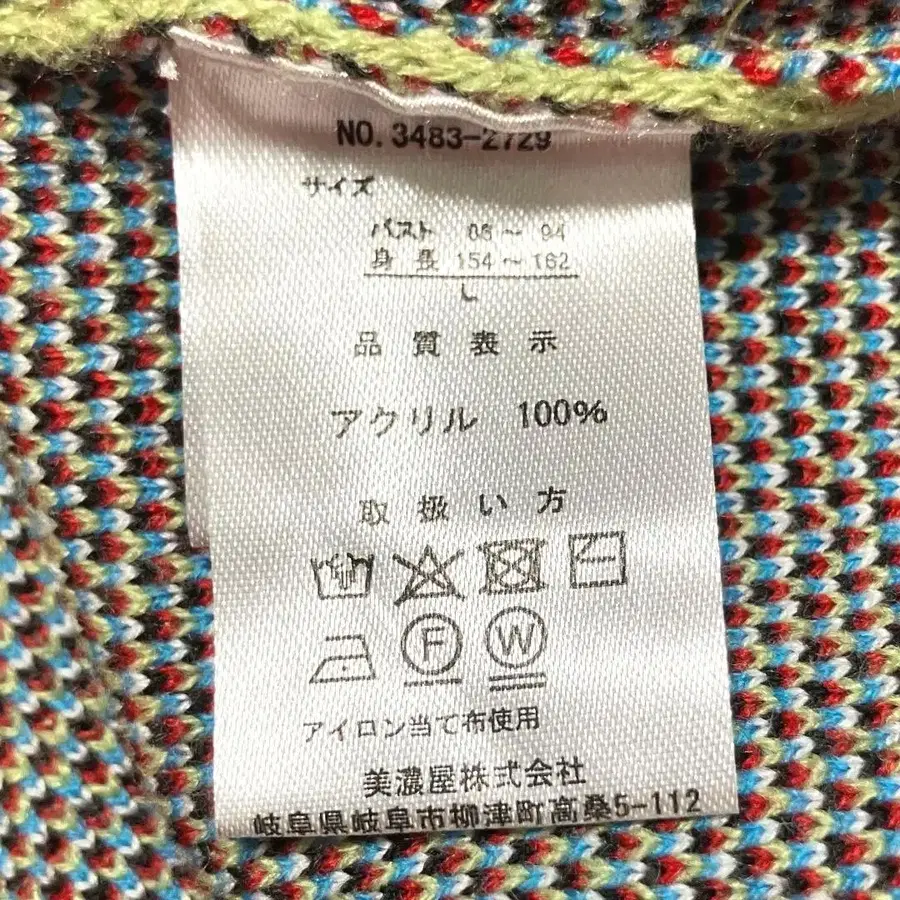 NO. 3483-2729
サイズ
バスト 86～ 94
身長 154～162
L
品質表示
アクリル 100%
取扱い方
F W
アイロン当て布使用
美濃屋株式会社
岐阜県岐阜市柳津町高桑5-112